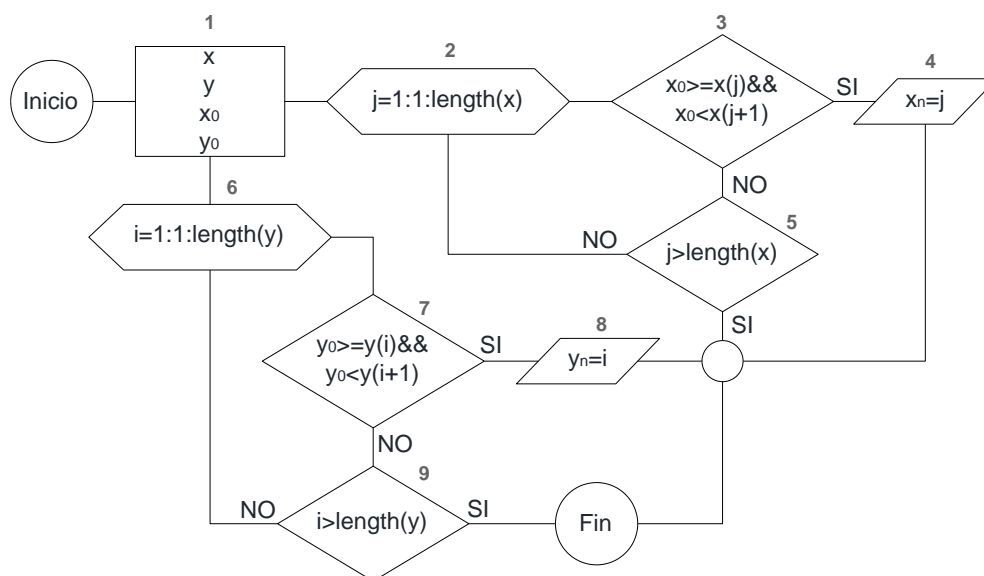 1
Inicio
x
y
x₀
y₀
2
j=1:1:length(x)
3
x₀>=x(j)&&
x₀<x(j+1)
SI
4
xₙ=j
NO
5
j>length(x)
NO
SI
6
i=1:1:length(y)
7
y₀>=y(i)&&
y₀<y(i+1)
SI
8
yₙ=i
NO
9
i>length(y)
NO
SI
Fin